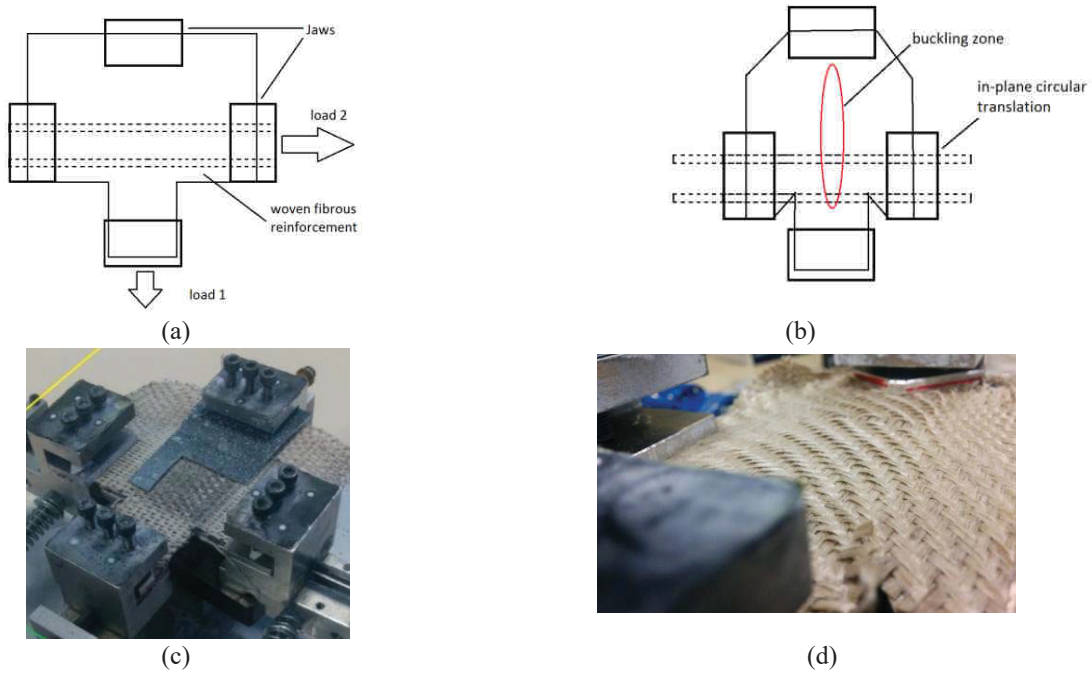 Jaws
load 2
woven fibrous
reinforcement
load 1
(a)
buckling zone
in-plane circular
translation
(b)
(c)
(d)